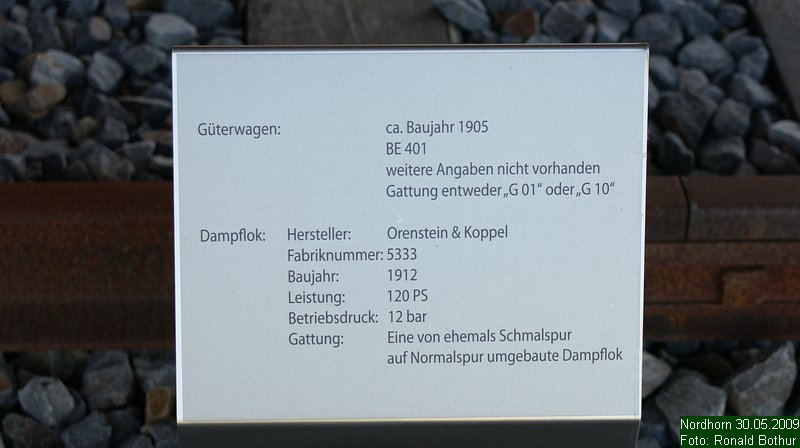 Güterwagen: ca. Baujahr 1905
BE 401
weitere Angaben nicht vorhanden
Gattung entweder „G 01“ oder „G 10“
Dampflok: Hersteller: Orenstein & Koppel
Fabriknummer: 5333
Baujahr: 1912
Leistung: 120 PS
Betriebsdruck: 12 bar
Gattung: Eine von ehemals Schmalspur
auf Normalspur umgebaute Dampflok
Nordhorn 30.05.2009
Foto: Ronald Bothur